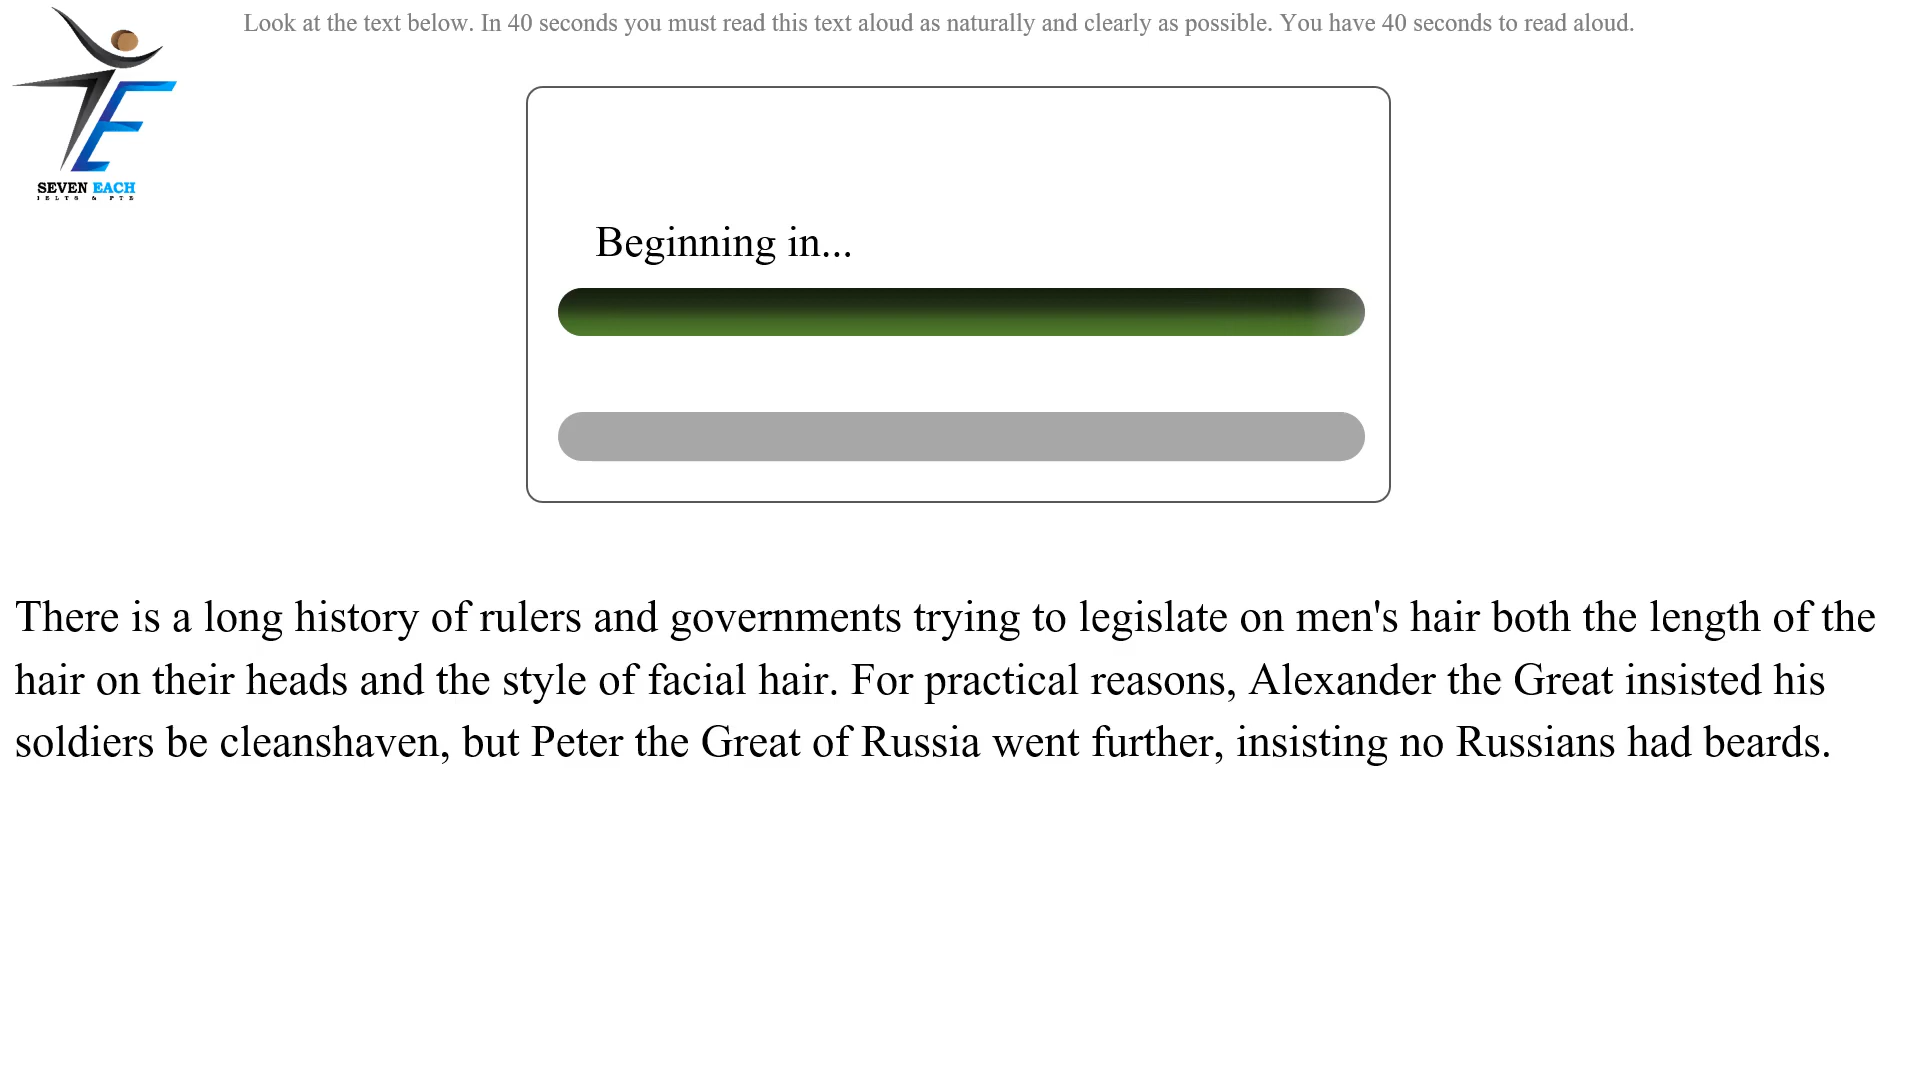 Look at the text below. In 40 seconds you must read this text aloud as naturally and clearly as possible. You have 40 seconds to read aloud.
SEVEN EACH
IELTS & PTE
Beginning in...
There is a long history of rulers and governments trying to legislate on men's hair both the length of the
hair on their heads and the style of facial hair. For practical reasons, Alexander the Great insisted his
soldiers be cleanshaven, but Peter the Great of Russia went further, insisting no Russians had beards.